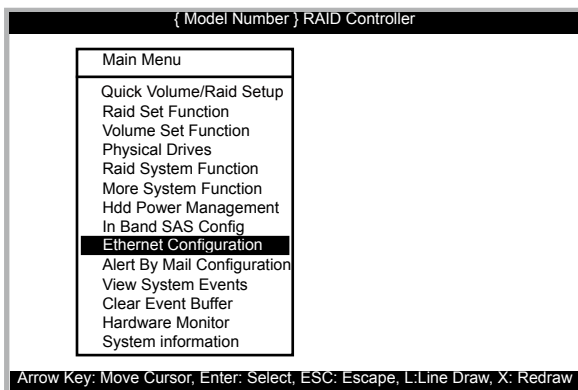 { Model Number } RAID Controller
Main Menu
Quick Volume/Raid Setup
Raid Set Function
Volume Set Function
Physical Drives
Raid System Function
More System Function
Hdd Power Management
In Band SAS Config
Ethernet Configuration
Alert By Mail Configuration
View System Events
Clear Event Buffer
Hardware Monitor
System information
Arrow Key: Move Cursor, Enter: Select, ESC: Escape, L:Line Draw, X: Redraw